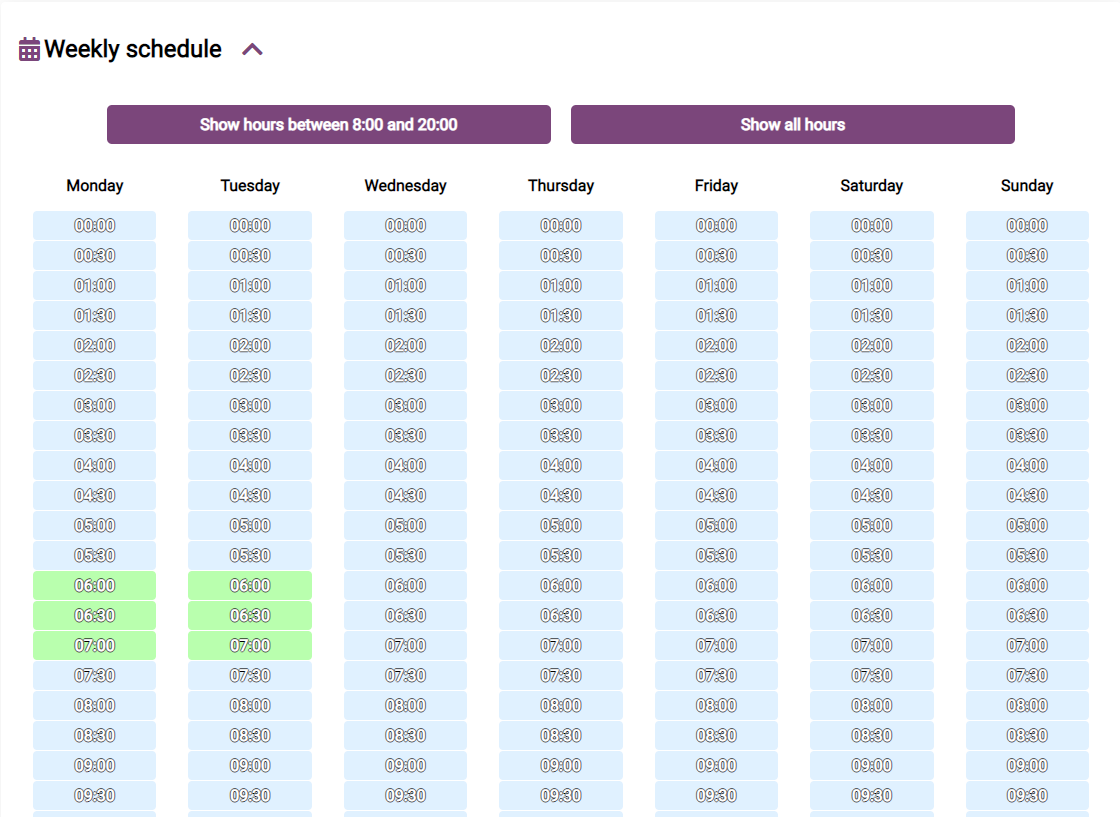 Weekly schedule
Show hours between 8:00 and 20:00 Show all hours
Monday Tuesday Wednesday Thursday Friday Saturday Sunday
00:00 00:00 00:00 00:00 00:00 00:00 00:00
00:30 00:30 00:30 00:30 00:30 00:30 00:30
01:00 01:00 01:00 01:00 01:00 01:00 01:00
01:30 01:30 01:30 01:30 01:30 01:30 01:30
02:00 02:00 02:00 02:00 02:00 02:00 02:00
02:30 02:30 02:30 02:30 02:30 02:30 02:30
03:00 03:00 03:00 03:00 03:00 03:00 03:00
03:30 03:30 03:30 03:30 03:30 03:30 03:30
04:00 04:00 04:00 04:00 04:00 04:00 04:00
04:30 04:30 04:30 04:30 04:30 04:30 04:30
05:00 05:00 05:00 05:00 05:00 05:00 05:00
05:30 05:30 05:30 05:30 05:30 05:30 05:30
06:00 06:00 06:00 06:00 06:00 06:00 06:00
06:30 06:30 06:30 06:30 06:30 06:30 06:30
07:00 07:00 07:00 07:00 07:00 07:00 07:00
07:30 07:30 07:30 07:30 07:30 07:30 07:30
08:00 08:00 08:00 08:00 08:00 08:00 08:00
08:30 08:30 08:30 08:30 08:30 08:30 08:30
09:00 09:00 09:00 09:00 09:00 09:00 09:00
09:30 09:30 09:30 09:30 09:30 09:30 09:30